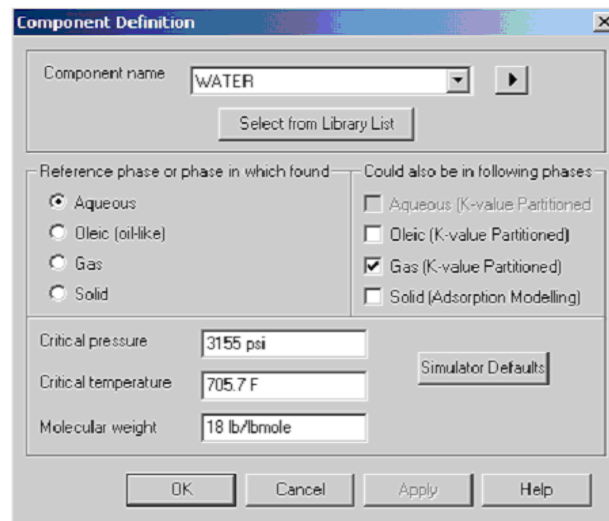 Component Definition
Component name
WATER
Select from Library List
Reference phase or phase in which found
Aqueous
Oleic (oil-like)
Gas
Solid
Could also be in following phases
Aqueous (K-value Partitioned
Oleic (K-value Partitioned)
Gas (K-value Partitioned)
Solid (Adsorption Modelling)
Critical pressure
3155 psi
Critical temperature
705.7 F
Molecular weight
18 lb/lbmole
Simulator Defaults
OK
Cancel
Apply
Help